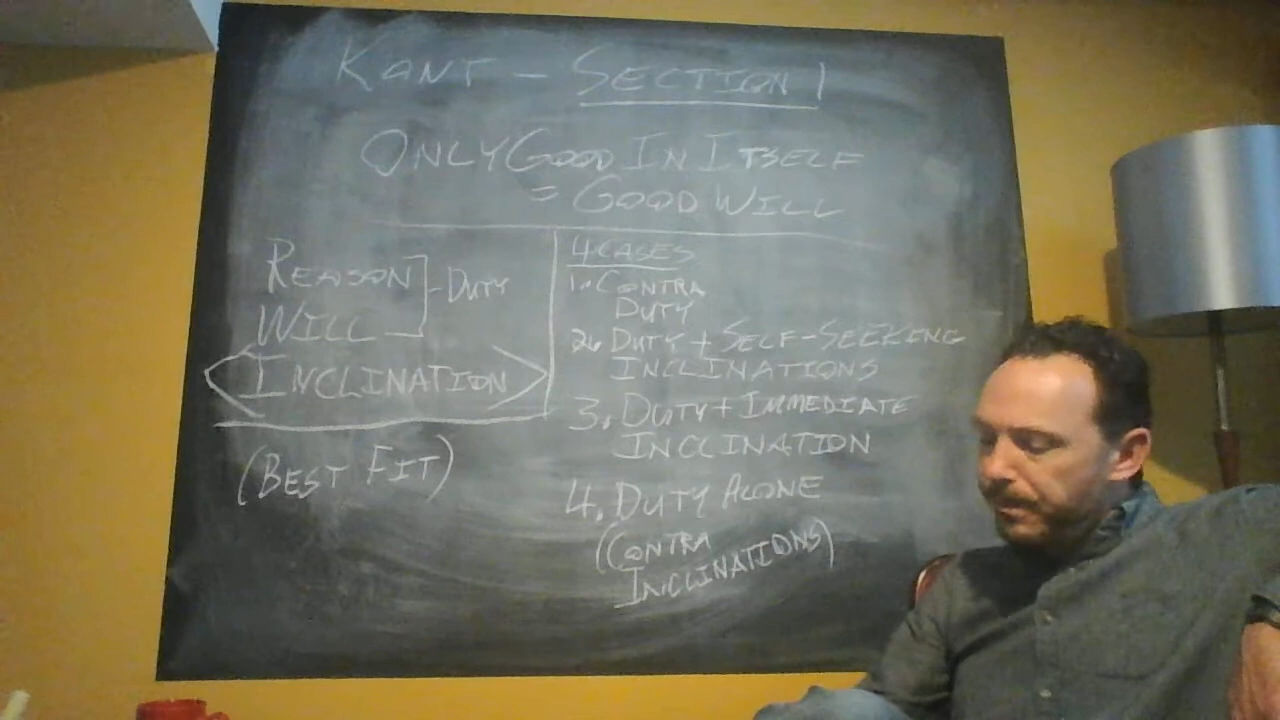 KANT - SECTION 1
ONLY GOOD IN ITSELF
= GOOD WILL
REASON
WILL
- DUTY
<INCLINATION>
(BEST FIT)
4 CASES
1. CONTRA
DUTY
2. DUTY + SELF-SEEKING
INCLINATIONS
3. DUTY + IMMEDIATE
INCLINATION
4. DUTY ALONE
(CONTRA
INCLINATIONS)